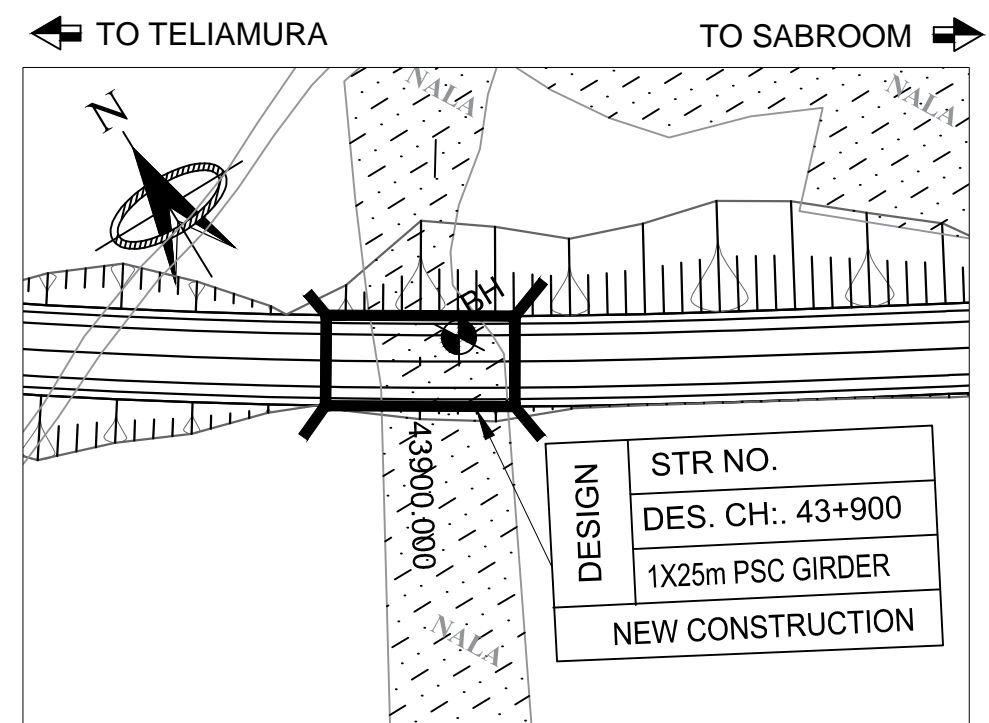 TO TELIAMURA
TO SABROOM
NALA
NALA
N
BH
43900.000
DESIGN
STR NO.
DES. CH:. 43+900
1X25m PSC GIRDER
NEW CONSTRUCTION
NALA